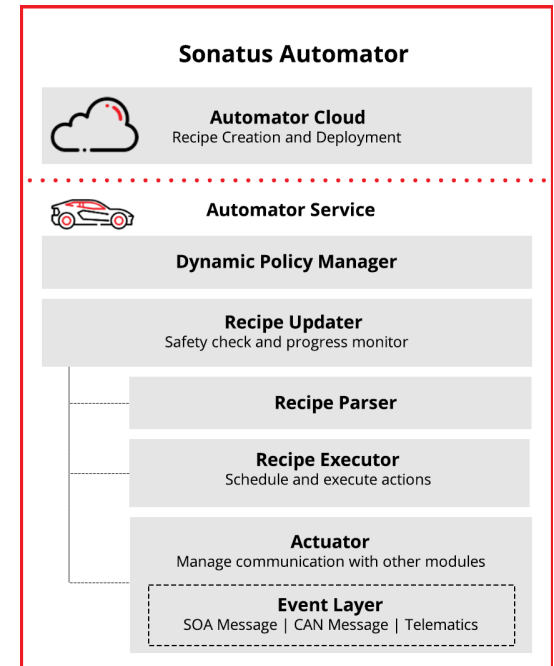 Sonatus Automator
Automator Cloud
Recipe Creation and Deployment
Automator Service
Dynamic Policy Manager
Recipe Updater
Safety check and progress monitor
Recipe Parser
Recipe Executor
Schedule and execute actions
Actuator
Manage communication with other modules
Event Layer
SOA Message | CAN Message | Telematics